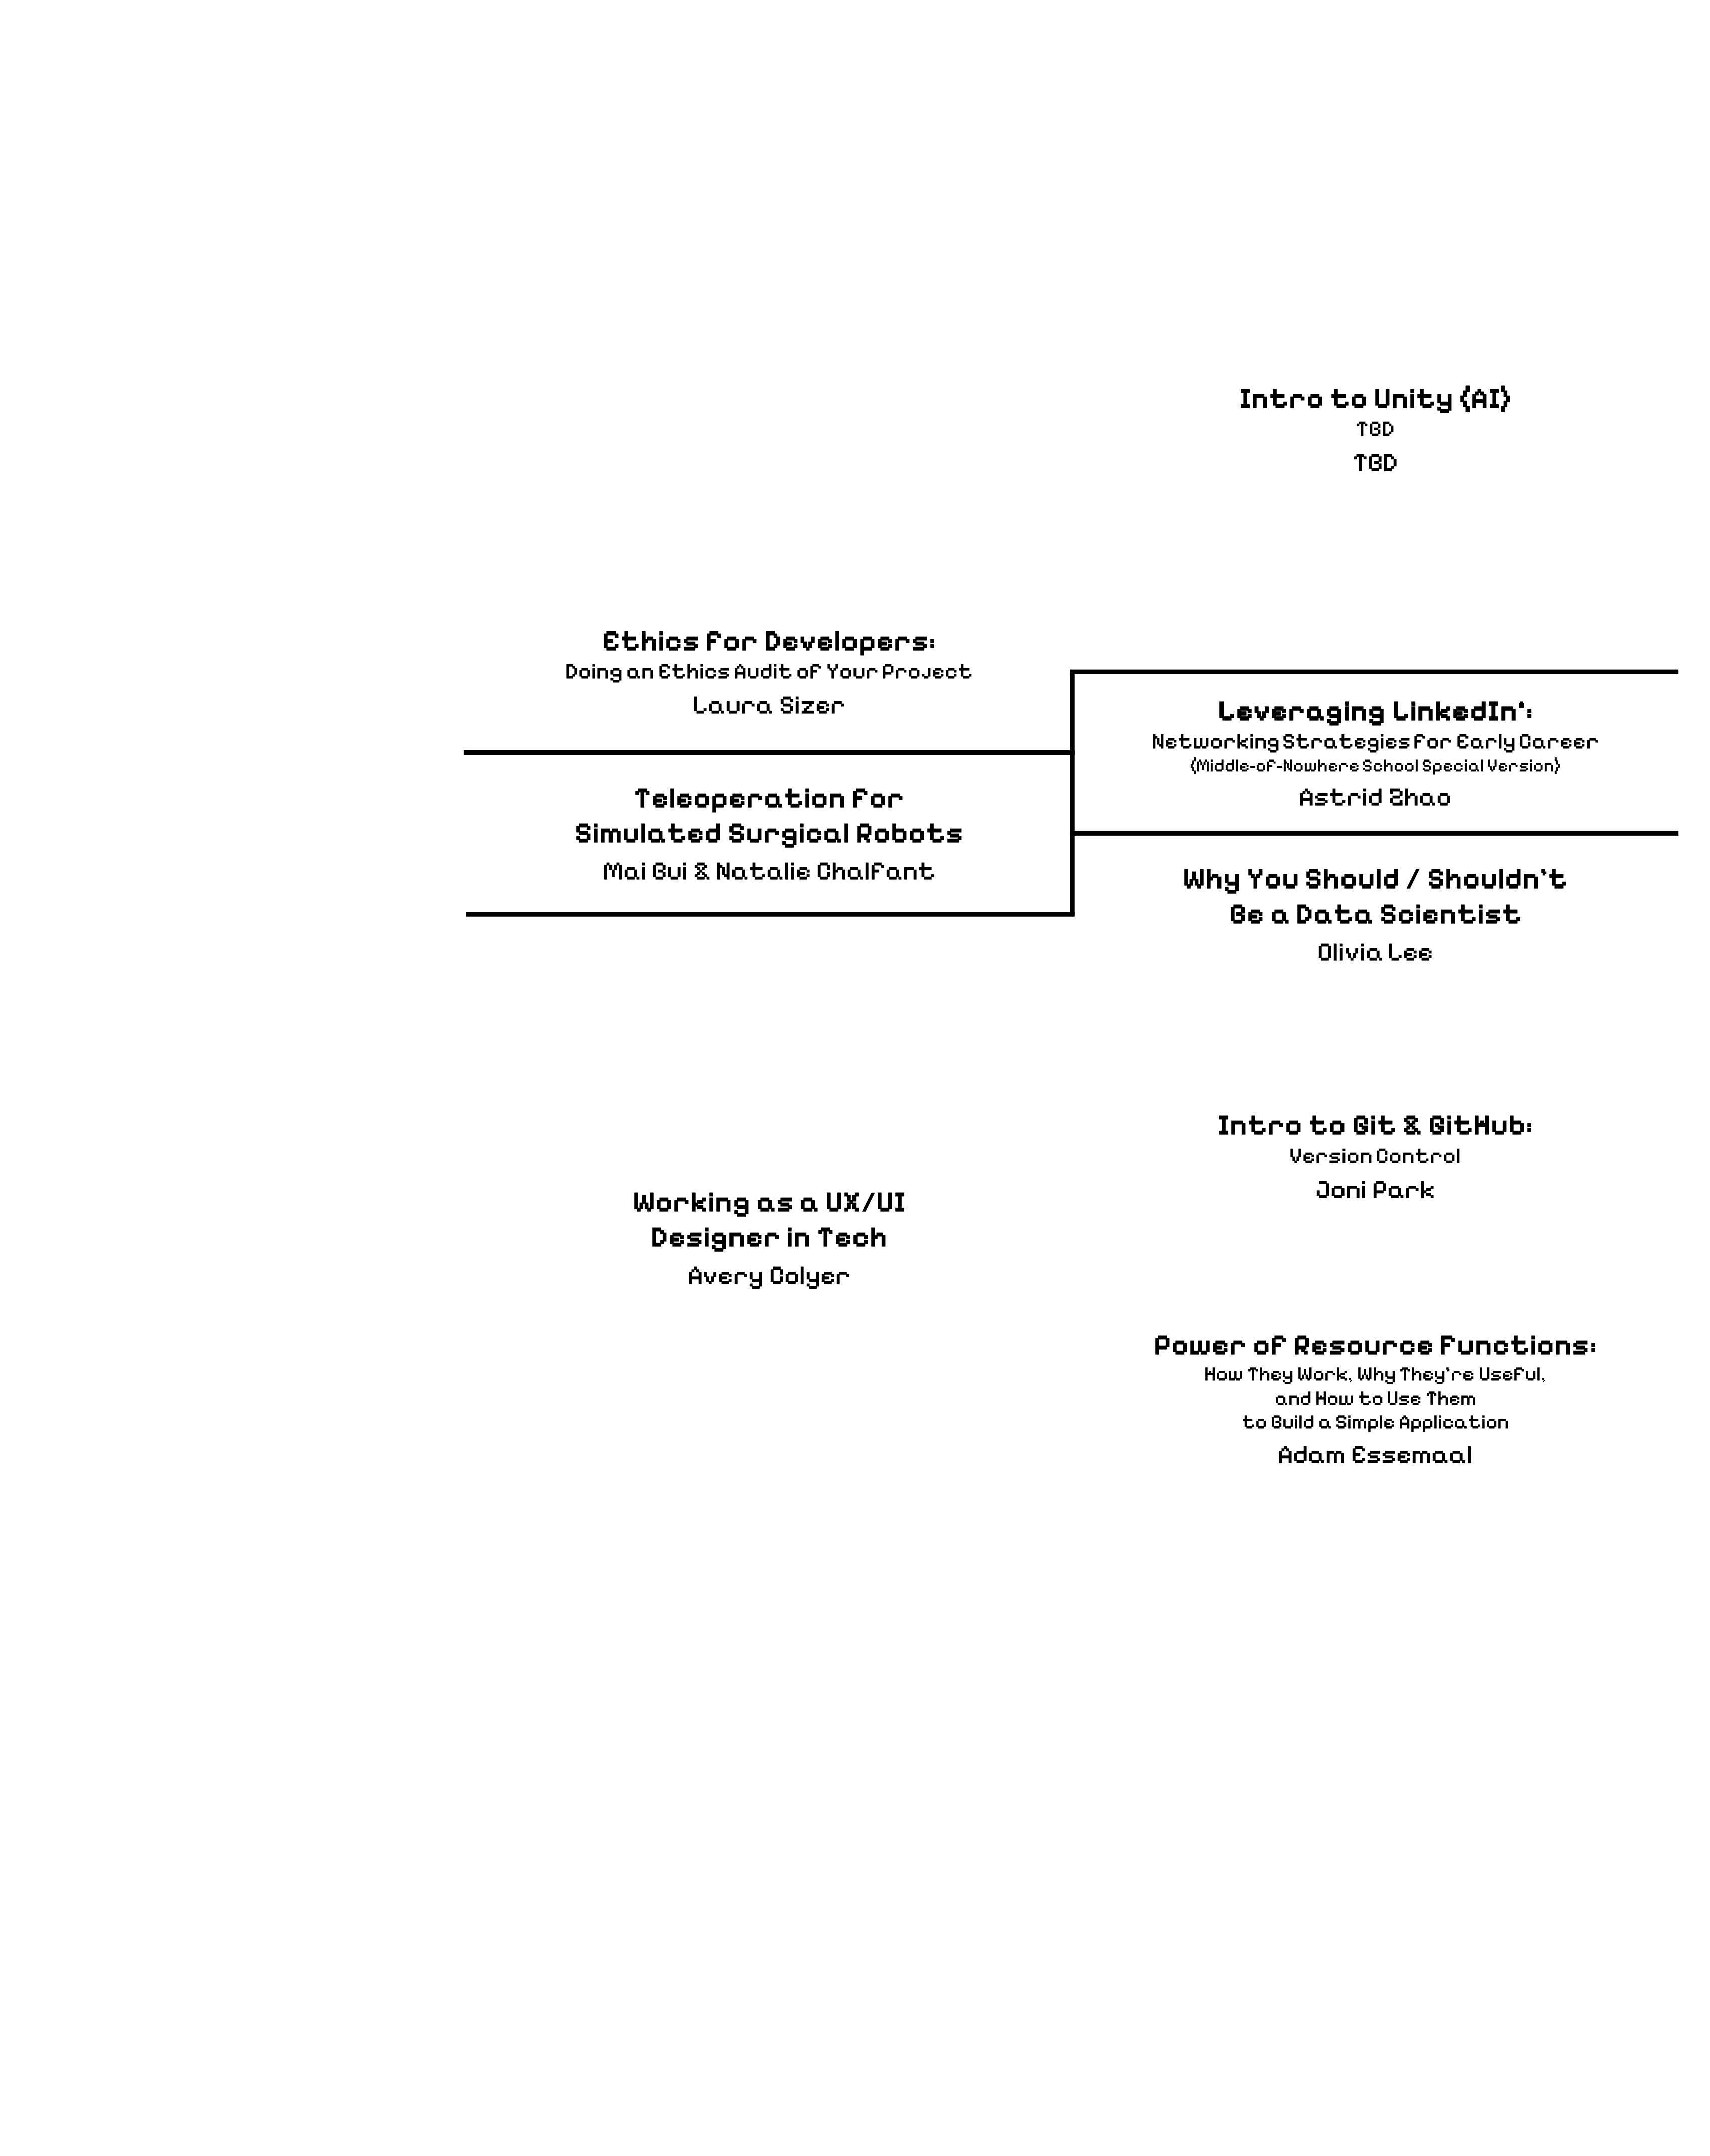 Intro to Unity (AI)
TBD
TBD
Ethics for Developers:
Doing an Ethics Audit of Your Project
Laura Sizer
Leveraging LinkedIn':
Networking Strategies for Early Career
(Middle-of-Nowhere School Special Version)
Astrid Zhao
Teleoperation for
Simulated Surgical Robots
Mai Bui & Natalie Chalfant
Why You Should / Shouldn't
Be a Data Scientist
Olivia Lee
Intro to Git & GitHub:
Version Control
Joni Park
Working as a UX/UI
Designer in Tech
Avery Colyer
Power of Resource Functions:
How They Work, Why They're Useful,
and How to Use Them
to Build a Simple Application
Adam Essemaal